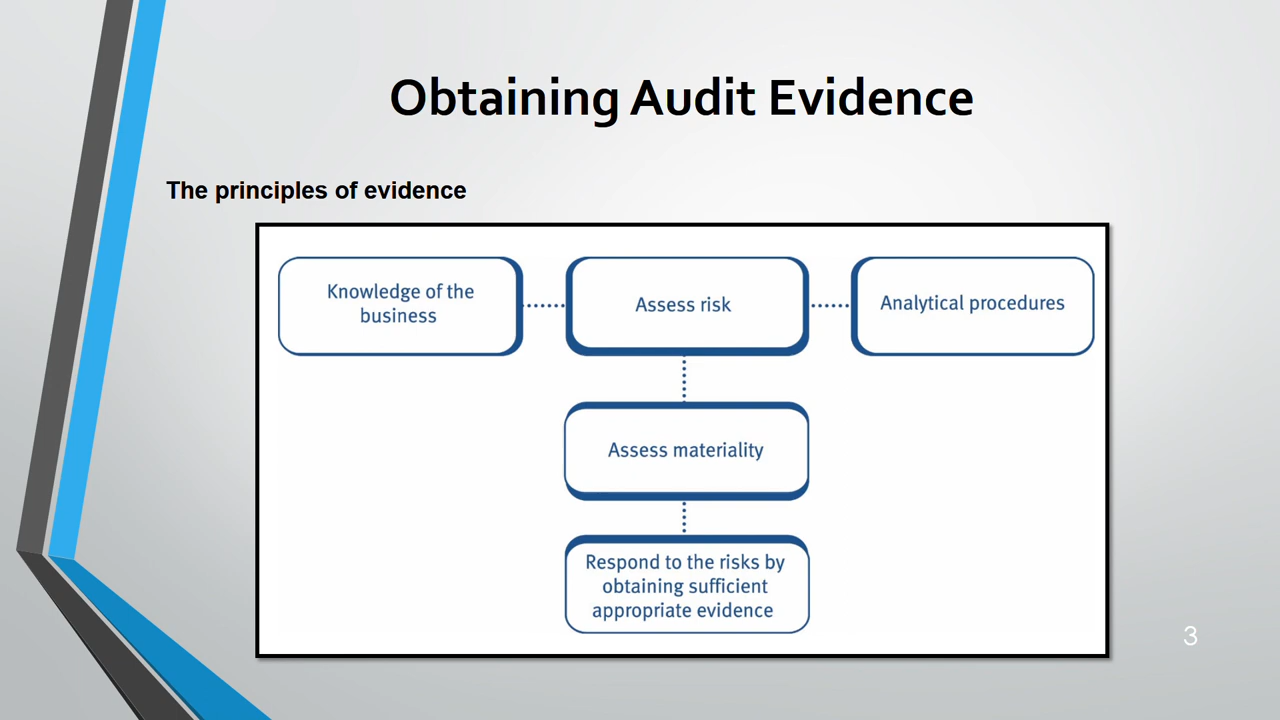 Obtaining Audit Evidence
The principles of evidence
Knowledge of the
business
Assess risk
Analytical procedures
Assess materiality
Respond to the risks by
obtaining sufficient
appropriate evidence
3